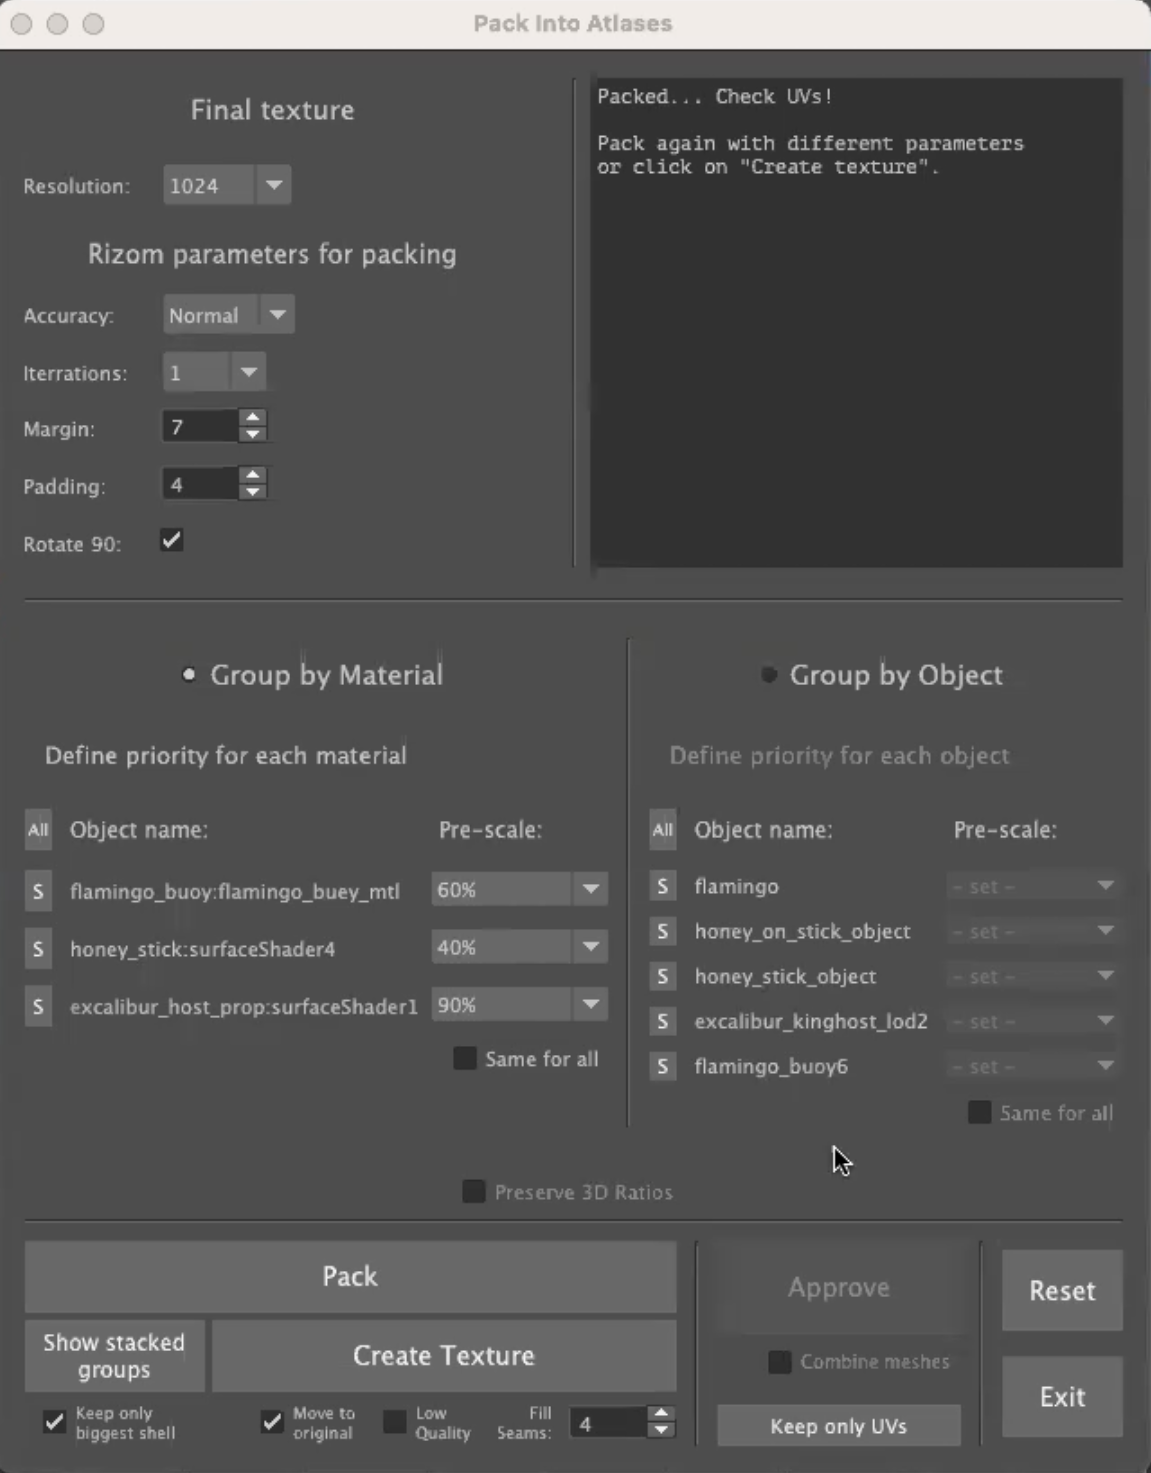 Pack Into Atlases
Final texture
Resolution: 1024
Rizom parameters for packing
Accuracy: Normal
Iterrations: 1
Margin: 7
Padding: 4
Rotate 90:
Packed... Check UVs!
Pack again with different parameters
or click on "Create texture".
Group by Material
Define priority for each material
All Object name: Pre-scale:
S flamingo_buoy:flamingo_buey_mtl 60%
S honey_stick:surfaceShader4 40%
S excalibur_host_prop:surfaceShader1 90%
Same for all
Group by Object
Define priority for each object
All Object name: Pre-scale:
S flamingo - set -
S honey_on_stick_object - set -
S honey_stick_object - set -
S excalibur_kinghost_lod2 - set -
S flamingo_buoy6 - set -
Same for all
Preserve 3D Ratios
Pack
Show stacked
groups
Create Texture
Keep only
biggest shell
Move to
original
Low
Quality
Fill
Seams:
4
Approve
Combine meshes
Keep only UVs
Reset
Exit